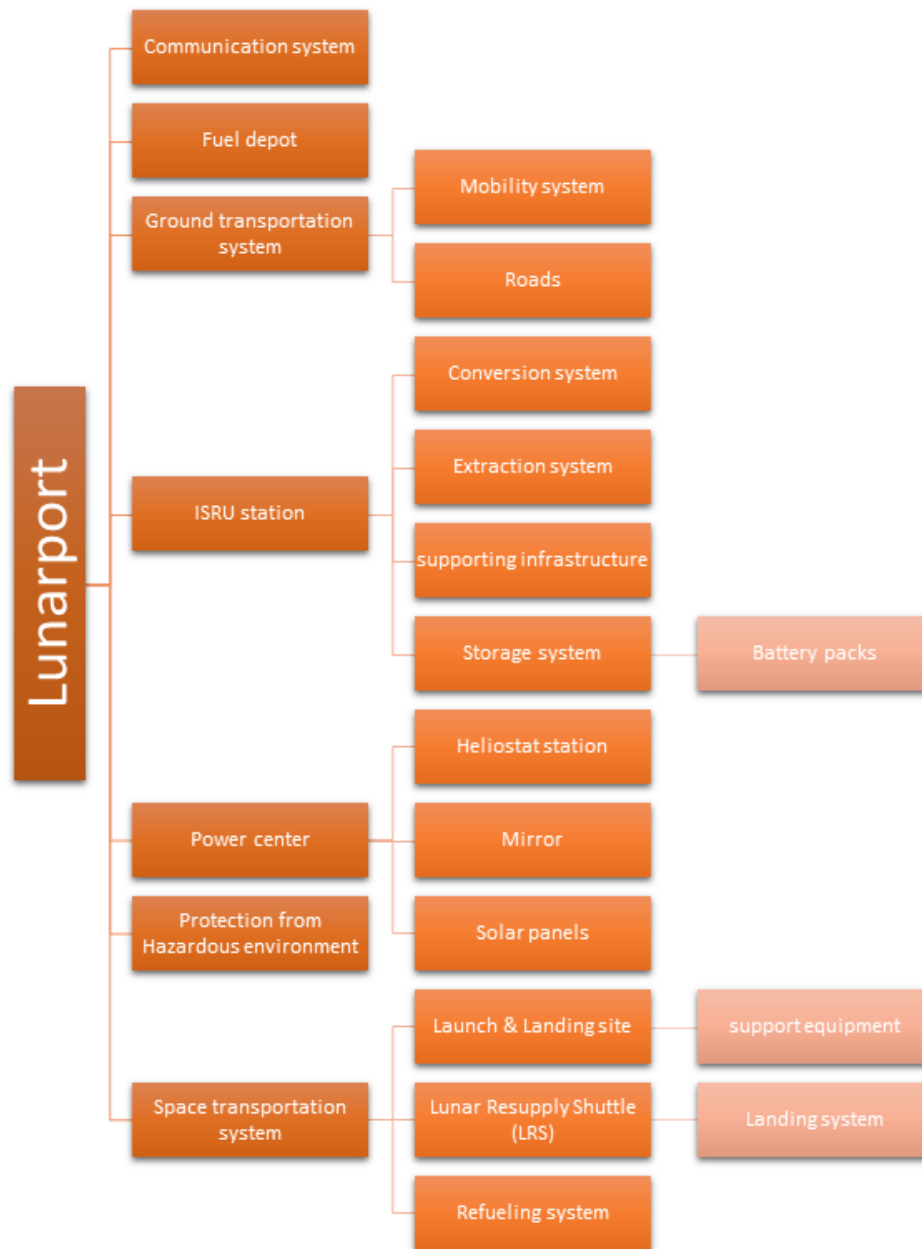 Lunarport
Communication system
Fuel depot
Ground transportation
system
Mobility system
Roads
ISRU station
Conversion system
Extraction system
supporting infrastructure
Storage system
Battery packs
Power center
Heliostat station
Mirror
Solar panels
Protection from
Hazardous environment
Space transportation
system
Launch & Landing site
support equipment
Lunar Resupply Shuttle
(LRS)
Landing system
Refueling system